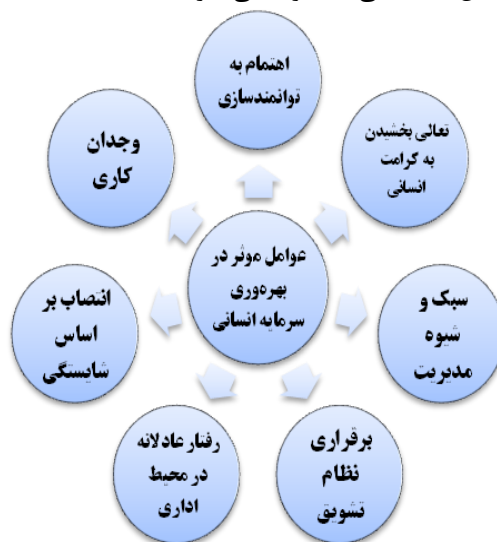 اهتمام به
توانمندسازی
تعالی بخشیدن
به کرامت
انسانی
سبک و
شیوه
مدیریت
برقراری
نظام
تشویق
رفتار عادلانه
در محیط
اداری
انتصاب بر
اساس
شایستگی
وجدان
کاری
عوامل موثر در
بهره‌وری
سرمایه انسانی